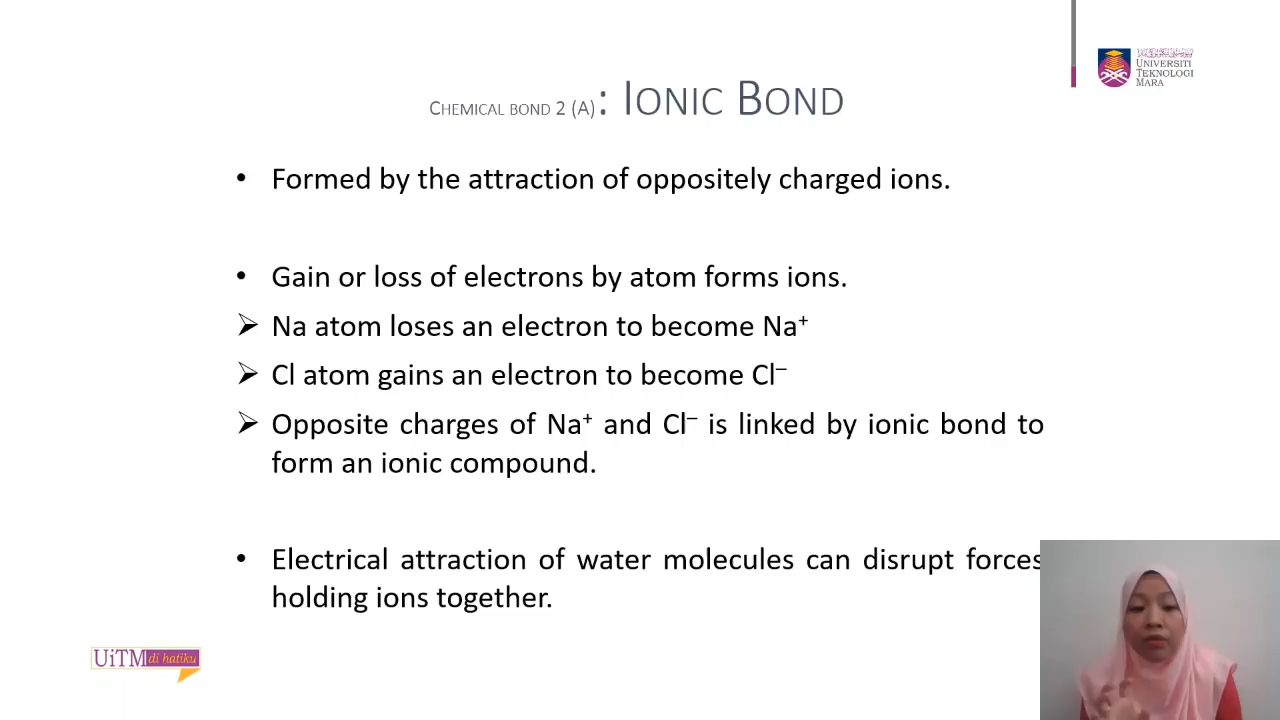 UNIVERSITI
TEKNOLOGI
MARA
CHEMICAL BOND 2 (A): IONIC BOND
• Formed by the attraction of oppositely charged ions.
• Gain or loss of electrons by atom forms ions.
➢ Na atom loses an electron to become Na⁺
➢ Cl atom gains an electron to become Cl⁻
➢ Opposite charges of Na⁺ and Cl⁻ is linked by ionic bond to
form an ionic compound.
• Electrical attraction of water molecules can disrupt forces
holding ions together.
UiTM di hatiku